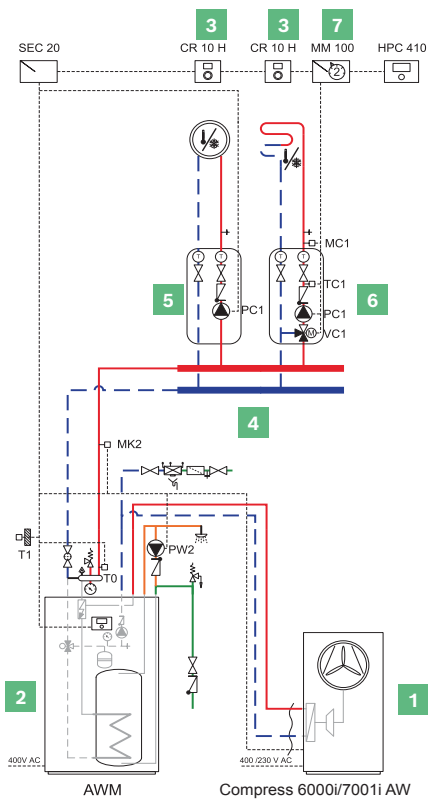 3
3
7
SEC 20
CR 10 H
CR 10 H
MM 100
HPC 410
2
T
T
T
T
MC1
5
PC1
TC1
6
PC1
M
VC1
4
MK2
T1
T0
PW2
2
1
400V AC
400 /230 V AC
AWM
Compress 6000i/7001i AW